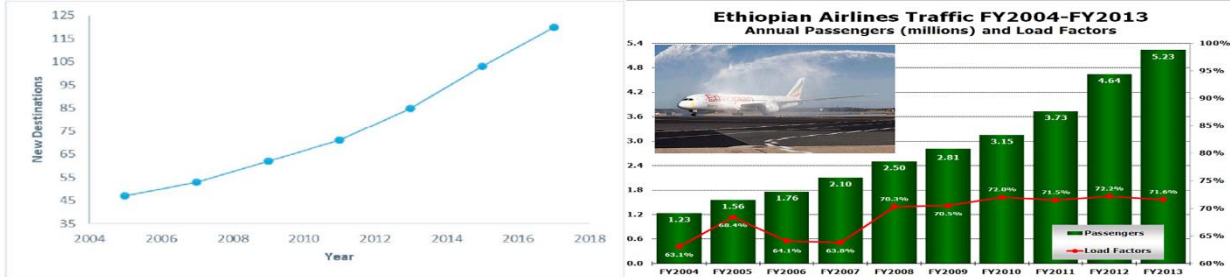 125
115
105
95
85
75
65
55
45
35
New Destinations
2004 2006 2008 2010 2012 2014 2016 2018
Year
Ethiopian Airlines Traffic FY2004-FY2013
Annual Passengers (millions) and Load Factors
5.4
4.8
4.2
3.6
3.0
2.4
1.8
1.2
0.6
0.0
1.23 1.56 1.76 2.10 2.50 2.81 3.15 3.73 4.64 5.23
63.1% 68.4% 64.1% 63.8% 70.3% 70.5% 72.0% 71.5% 72.2% 71.6%
Passengers
Load Factors
100%
95%
90%
85%
80%
75%
70%
65%
60%
FY2004 FY2005 FY2006 FY2007 FY2008 FY2009 FY2010 FY2011 FY2012 FY2013